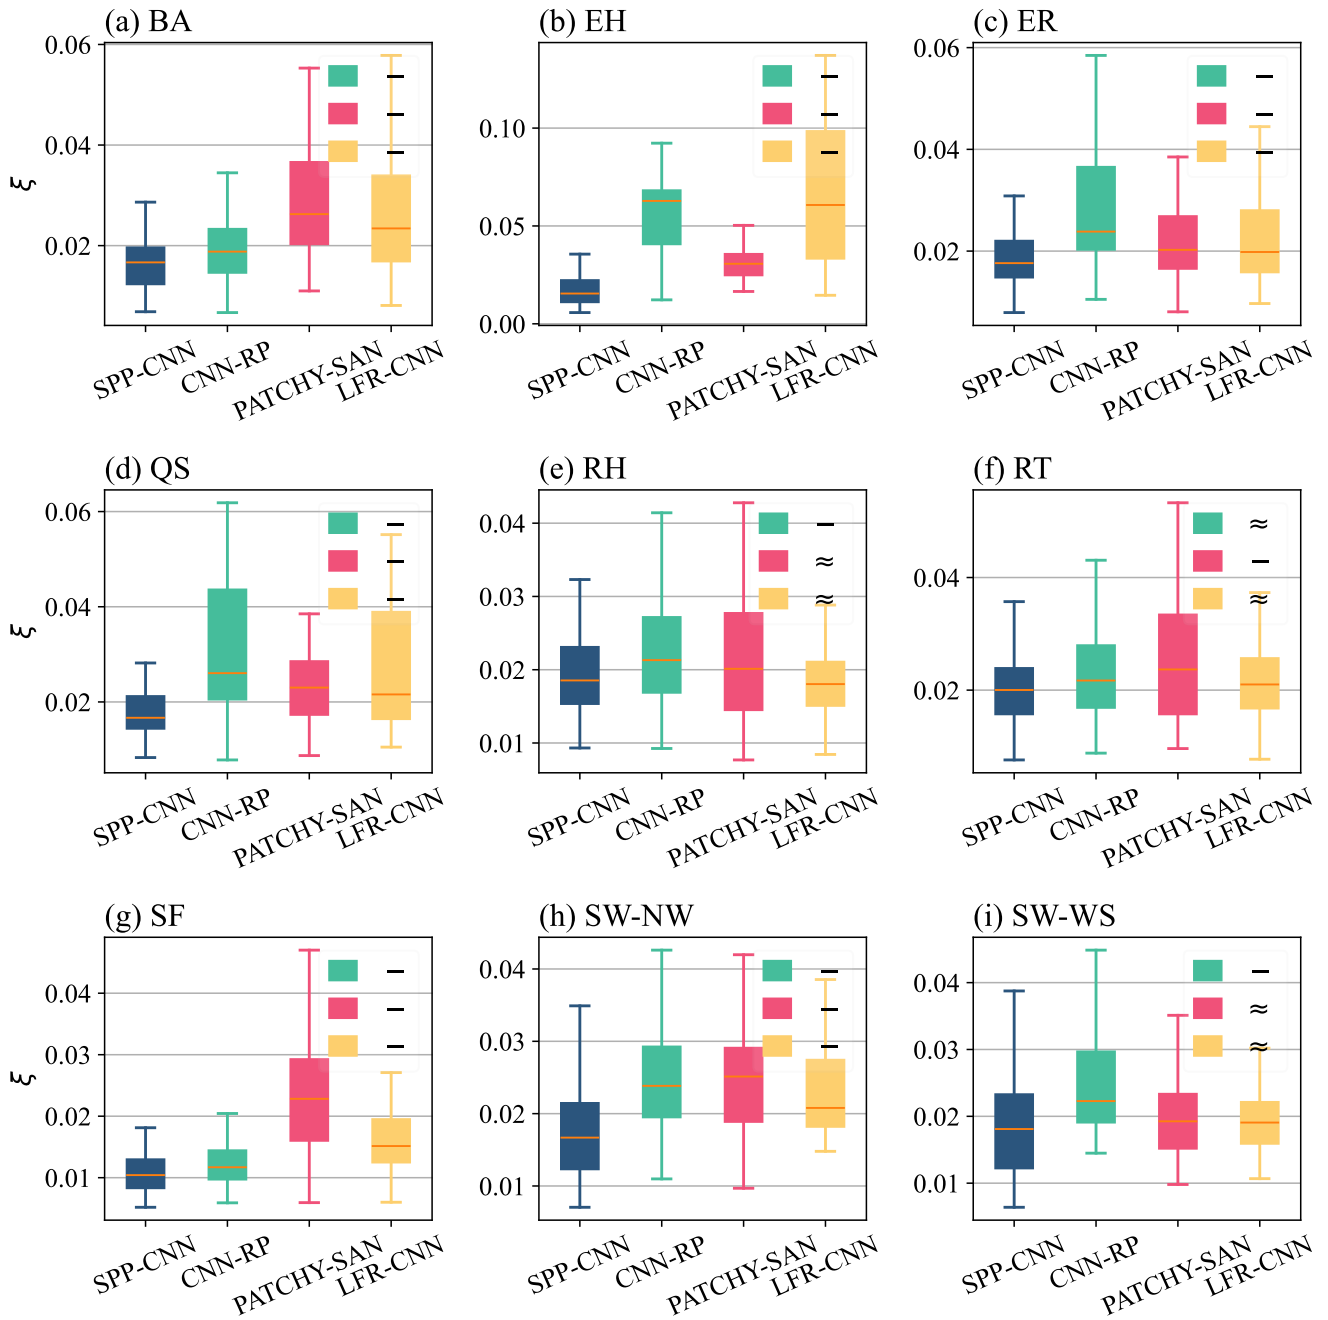 (a) BA
(b) EH
(c) ER
0.06
0.04
0.02
ξ
0.10
0.05
0.00
0.06
0.04
0.02
–
–
–
–
–
–
–
–
–
SPP-CNN
CNN-RP
PATCHY-SAN
LFR-CNN
SPP-CNN
CNN-RP
PATCHY-SAN
LFR-CNN
SPP-CNN
CNN-RP
PATCHY-SAN
LFR-CNN
(d) QS
(e) RH
(f) RT
0.06
0.04
0.02
ξ
0.04
0.03
0.02
0.01
0.04
0.02
–
–
–
–
≈
≈
≈
–
≈
SPP-CNN
CNN-RP
PATCHY-SAN
LFR-CNN
SPP-CNN
CNN-RP
PATCHY-SAN
LFR-CNN
SPP-CNN
CNN-RP
PATCHY-SAN
LFR-CNN
(g) SF
(h) SW-NW
(i) SW-WS
0.04
0.03
0.02
0.01
ξ
0.04
0.03
0.02
0.01
0.04
0.03
0.02
0.01
–
–
–
–
–
–
–
≈
≈
SPP-CNN
CNN-RP
PATCHY-SAN
LFR-CNN
SPP-CNN
CNN-RP
PATCHY-SAN
LFR-CNN
SPP-CNN
CNN-RP
PATCHY-SAN
LFR-CNN